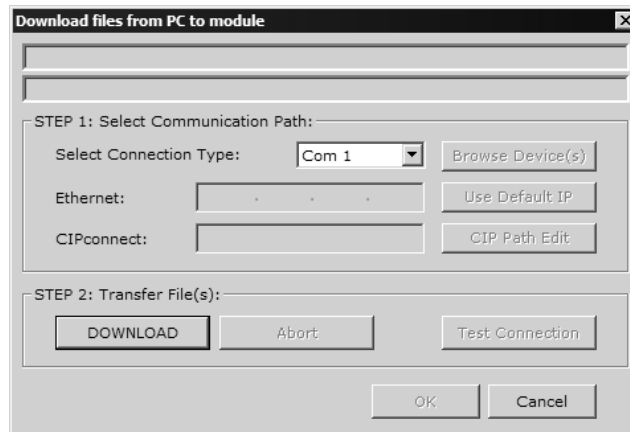 Download files from PC to module
STEP 1: Select Communication Path:
Select Connection Type: Com 1 Browse Device(s)
Ethernet: . . . Use Default IP
CIPconnect: CIP Path Edit
STEP 2: Transfer File(s):
DOWNLOAD Abort Test Connection
OK Cancel